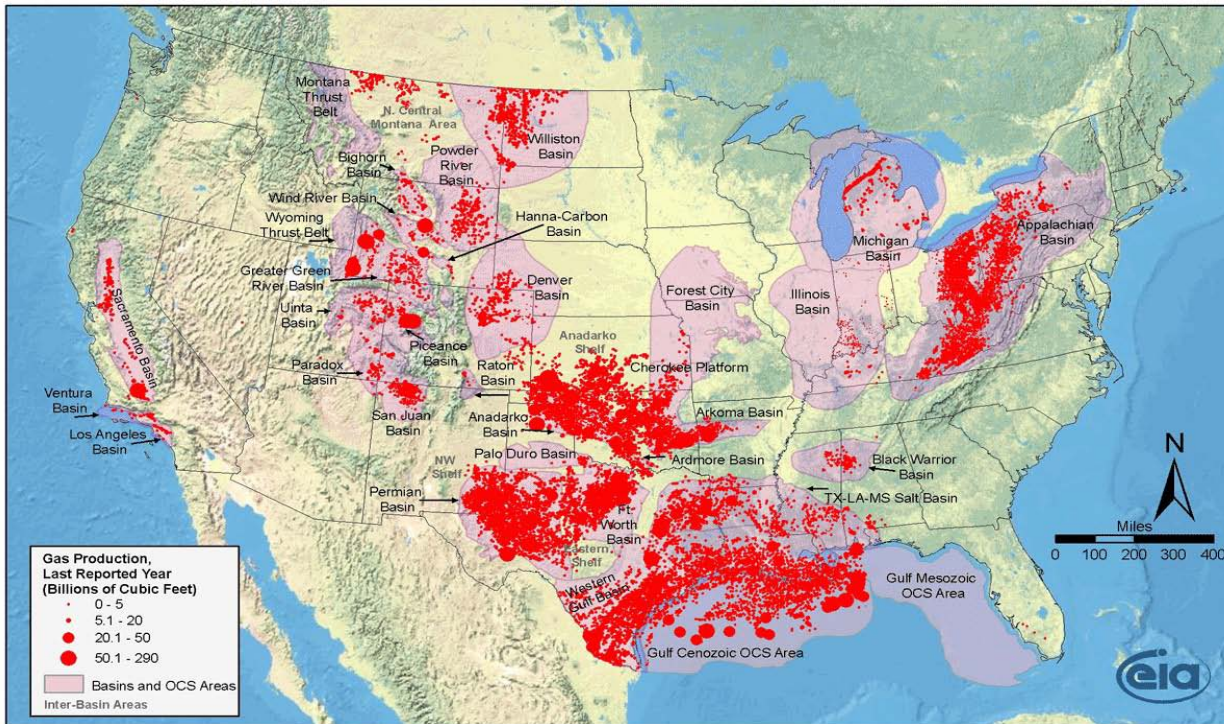 Montana
Thrust Belt
N. Central
Montana Area
Williston
Basin
Powder
River
Basin
Bighorn
Basin
Wind River Basin
Hanna-Carbon
Basin
Wyoming
Thrust Belt
Greater Green
River Basin
Denver
Basin
Uinta
Basin
Piceance
Basin
Paradox
Basin
San Juan
Basin
Raton
Basin
Sacramento Basin
Ventura
Basin
Los Angeles
Basin
Michigan
Basin
Appalachian
Basin
Illinois
Basin
Forest City
Basin
Anadarko
Shelf
Cherokee Platform
Anadarko
Basin
Arkoma Basin
Ardmore Basin
Palo Duro Basin
NW
Shelf
Permian
Basin
Ft.
Worth
Basin
Eastern
Shelf
Black Warrior
Basin
TX-LA-MS Salt Basin
Western
Gulf Basin
Gulf Cenozoic OCS Area
Gulf Mesozoic
OCS Area
N
Miles
0 100 200 300 400
Gas Production,
Last Reported Year
(Billions of Cubic Feet)
0 - 5
5.1 - 20
20.1 - 50
50.1 - 290
Basins and OCS Areas
Inter-Basin Areas
eia